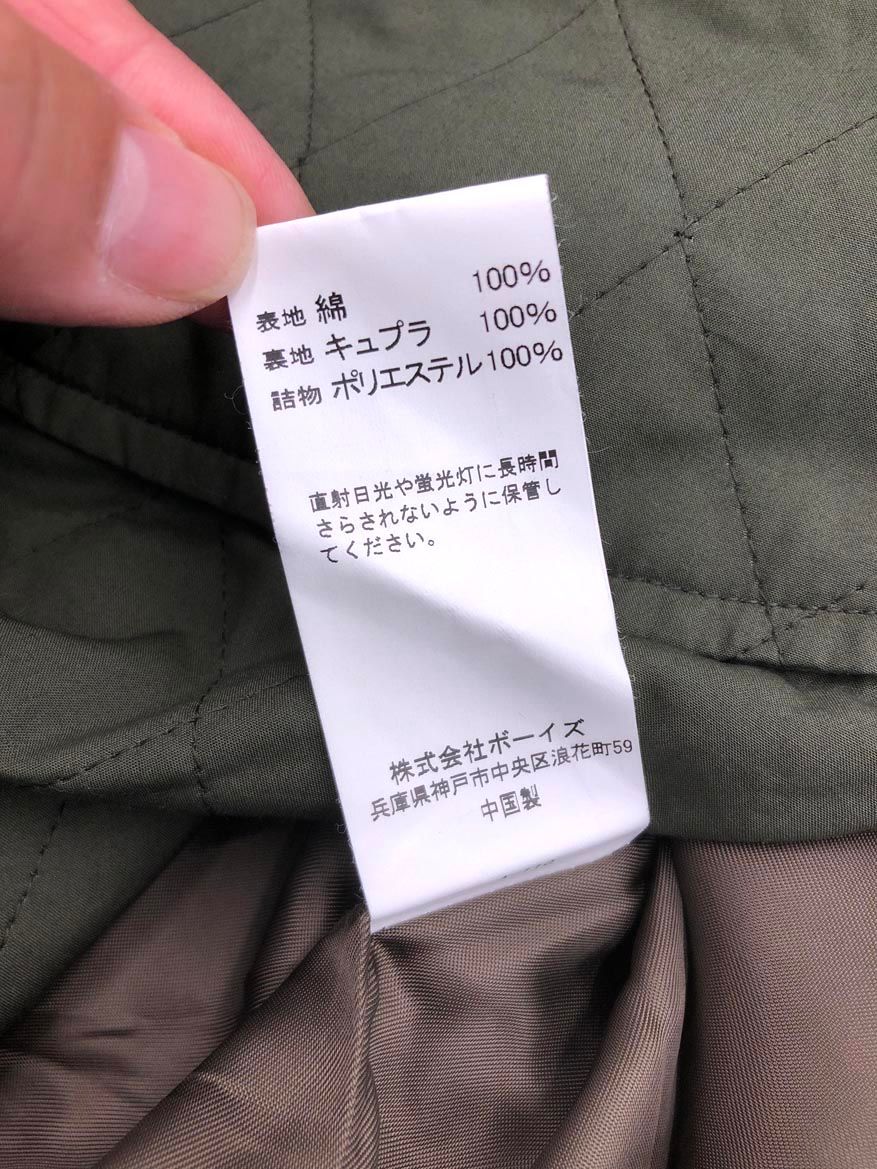 表地 綿 100%
裏地 キュプラ 100%
詰物 ポリエステル100%
直射日光や蛍光灯に長時間
さらされないように保管し
てください。
株式会社ボーイズ
兵庫県神戸市中央区浪花町59
中国製